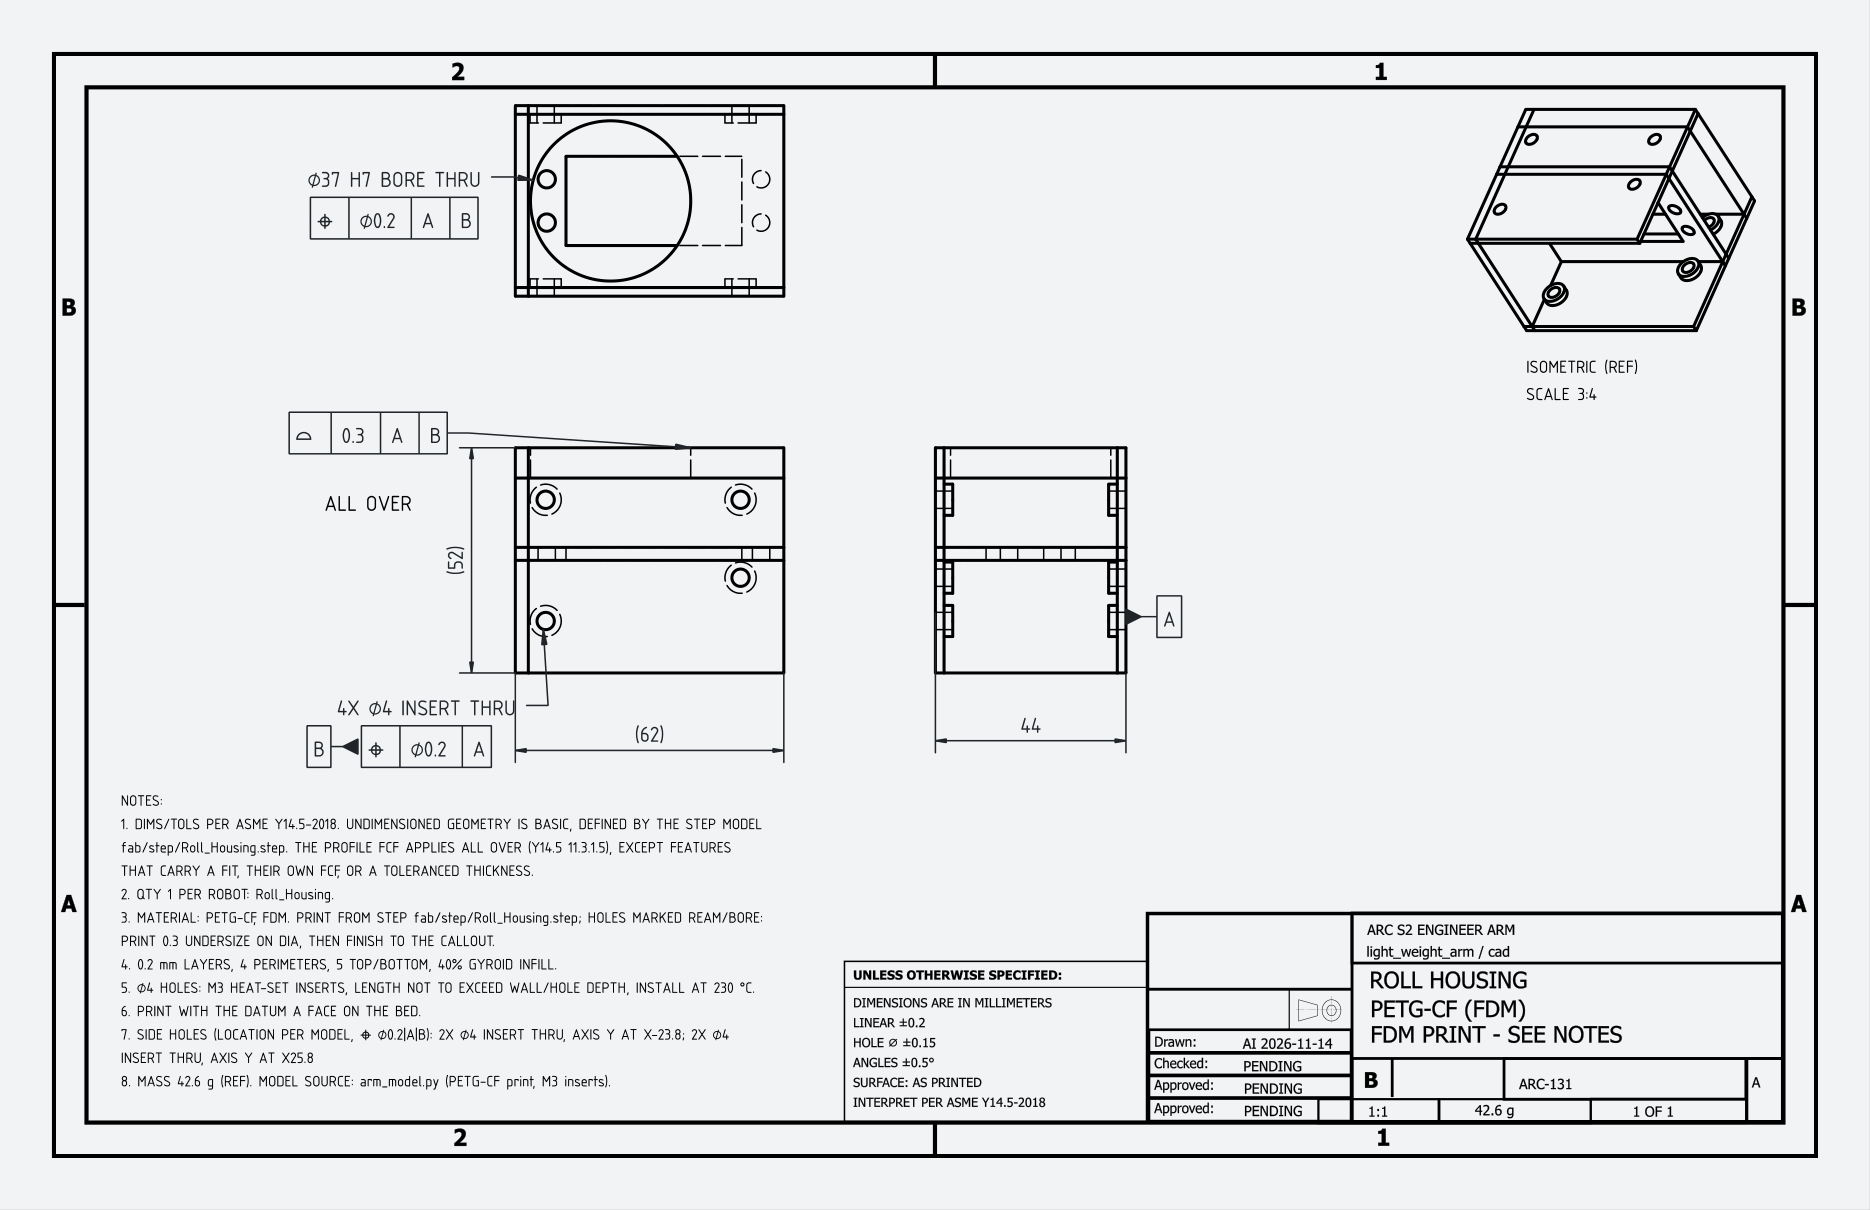 2
1
B
B
A
A
2
1
Ø37 H7 BORE THRU
⌖ Ø0.2 A B
⌓ 0.3 A B
ALL OVER
(52)
4X Ø4 INSERT THRU
B ⌖ Ø0.2 A
(62)
44
A
ISOMETRIC (REF)
SCALE 3:4
NOTES:
1. DIMS/TOLS PER ASME Y14.5-2018. UNDIMENSIONED GEOMETRY IS BASIC, DEFINED BY THE STEP MODEL
fab/step/Roll_Housing.step. THE PROFILE FCF APPLIES ALL OVER (Y14.5 11.3.1.5), EXCEPT FEATURES
THAT CARRY A FIT, THEIR OWN FCF, OR A TOLERANCED THICKNESS.
2. QTY 1 PER ROBOT: Roll_Housing.
3. MATERIAL: PETG-CF, FDM. PRINT FROM STEP fab/step/Roll_Housing.step; HOLES MARKED REAM/BORE:
PRINT 0.3 UNDERSIZE ON DIA, THEN FINISH TO THE CALLOUT.
4. 0.2 mm LAYERS, 4 PERIMETERS, 5 TOP/BOTTOM, 40% GYROID INFILL.
5. Ø4 HOLES: M3 HEAT-SET INSERTS, LENGTH NOT TO EXCEED WALL/HOLE DEPTH, INSTALL AT 230 °C.
6. PRINT WITH THE DATUM A FACE ON THE BED.
7. SIDE HOLES (LOCATION PER MODEL, ⌖ Ø0.2|A|B): 2X Ø4 INSERT THRU, AXIS Y AT X-23.8; 2X Ø4
INSERT THRU, AXIS Y AT X25.8
8. MASS 42.6 g (REF). MODEL SOURCE: arm_model.py (PETG-CF print, M3 inserts).
UNLESS OTHERWISE SPECIFIED:
DIMENSIONS ARE IN MILLIMETERS
LINEAR ±0.2
HOLE ⌀ ±0.15
ANGLES ±0.5°
SURFACE: AS PRINTED
INTERPRET PER ASME Y14.5-2018
Drawn: AI 2026-11-14
Checked: PENDING
Approved: PENDING
Approved: PENDING
ARC S2 ENGINEER ARM
light_weight_arm / cad
ROLL HOUSING
PETG-CF (FDM)
FDM PRINT - SEE NOTES
B ARC-131 A
1:1 42.6 g 1 OF 1